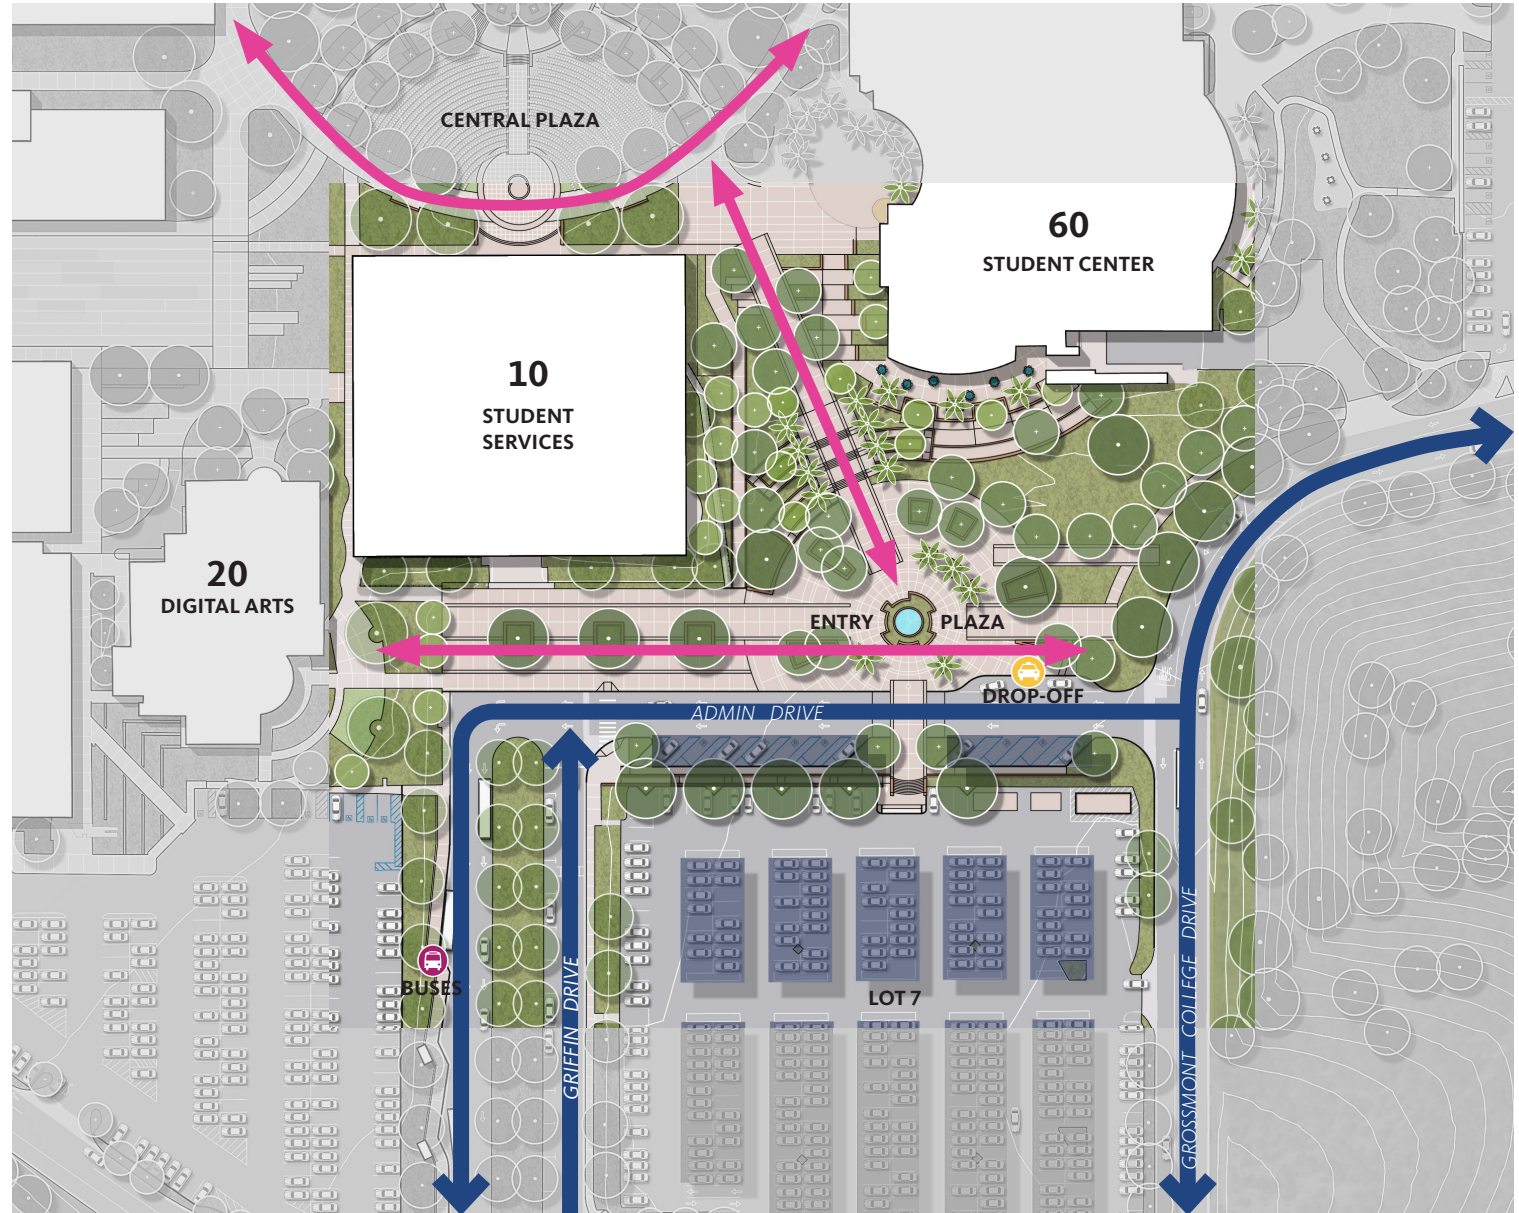 CENTRAL PLAZA
60
STUDENT CENTER
10
STUDENT
SERVICES
20
DIGITAL ARTS
ENTRY PLAZA
DROP-OFF
ADMIN DRIVE
BUSES
GRIFFIN DRIVE
LOT 7
GROSSMONT COLLEGE DRIVE